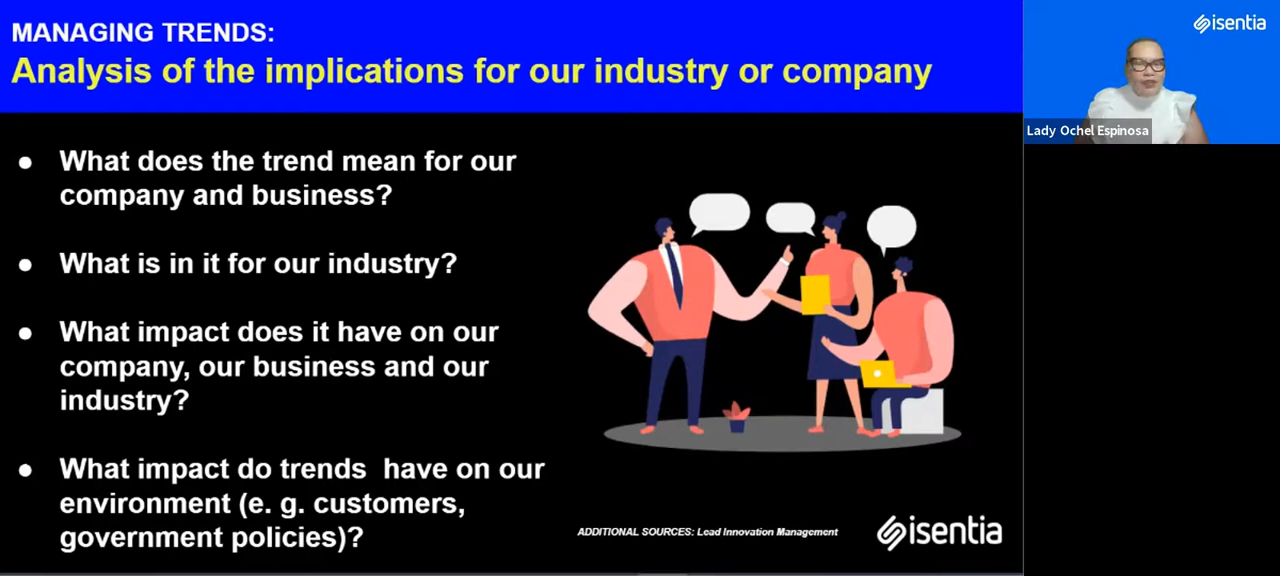 MANAGING TRENDS:
Analysis of the implications for our industry or company
● What does the trend mean for our
company and business?
● What is in it for our industry?
● What impact does it have on our
company, our business and our
industry?
● What impact do trends  have on our
environment (e. g. customers,
government policies)?
ADDITIONAL SOURCES: Lead Innovation Management
isentia
isentia
Lady Ochel Espinosa